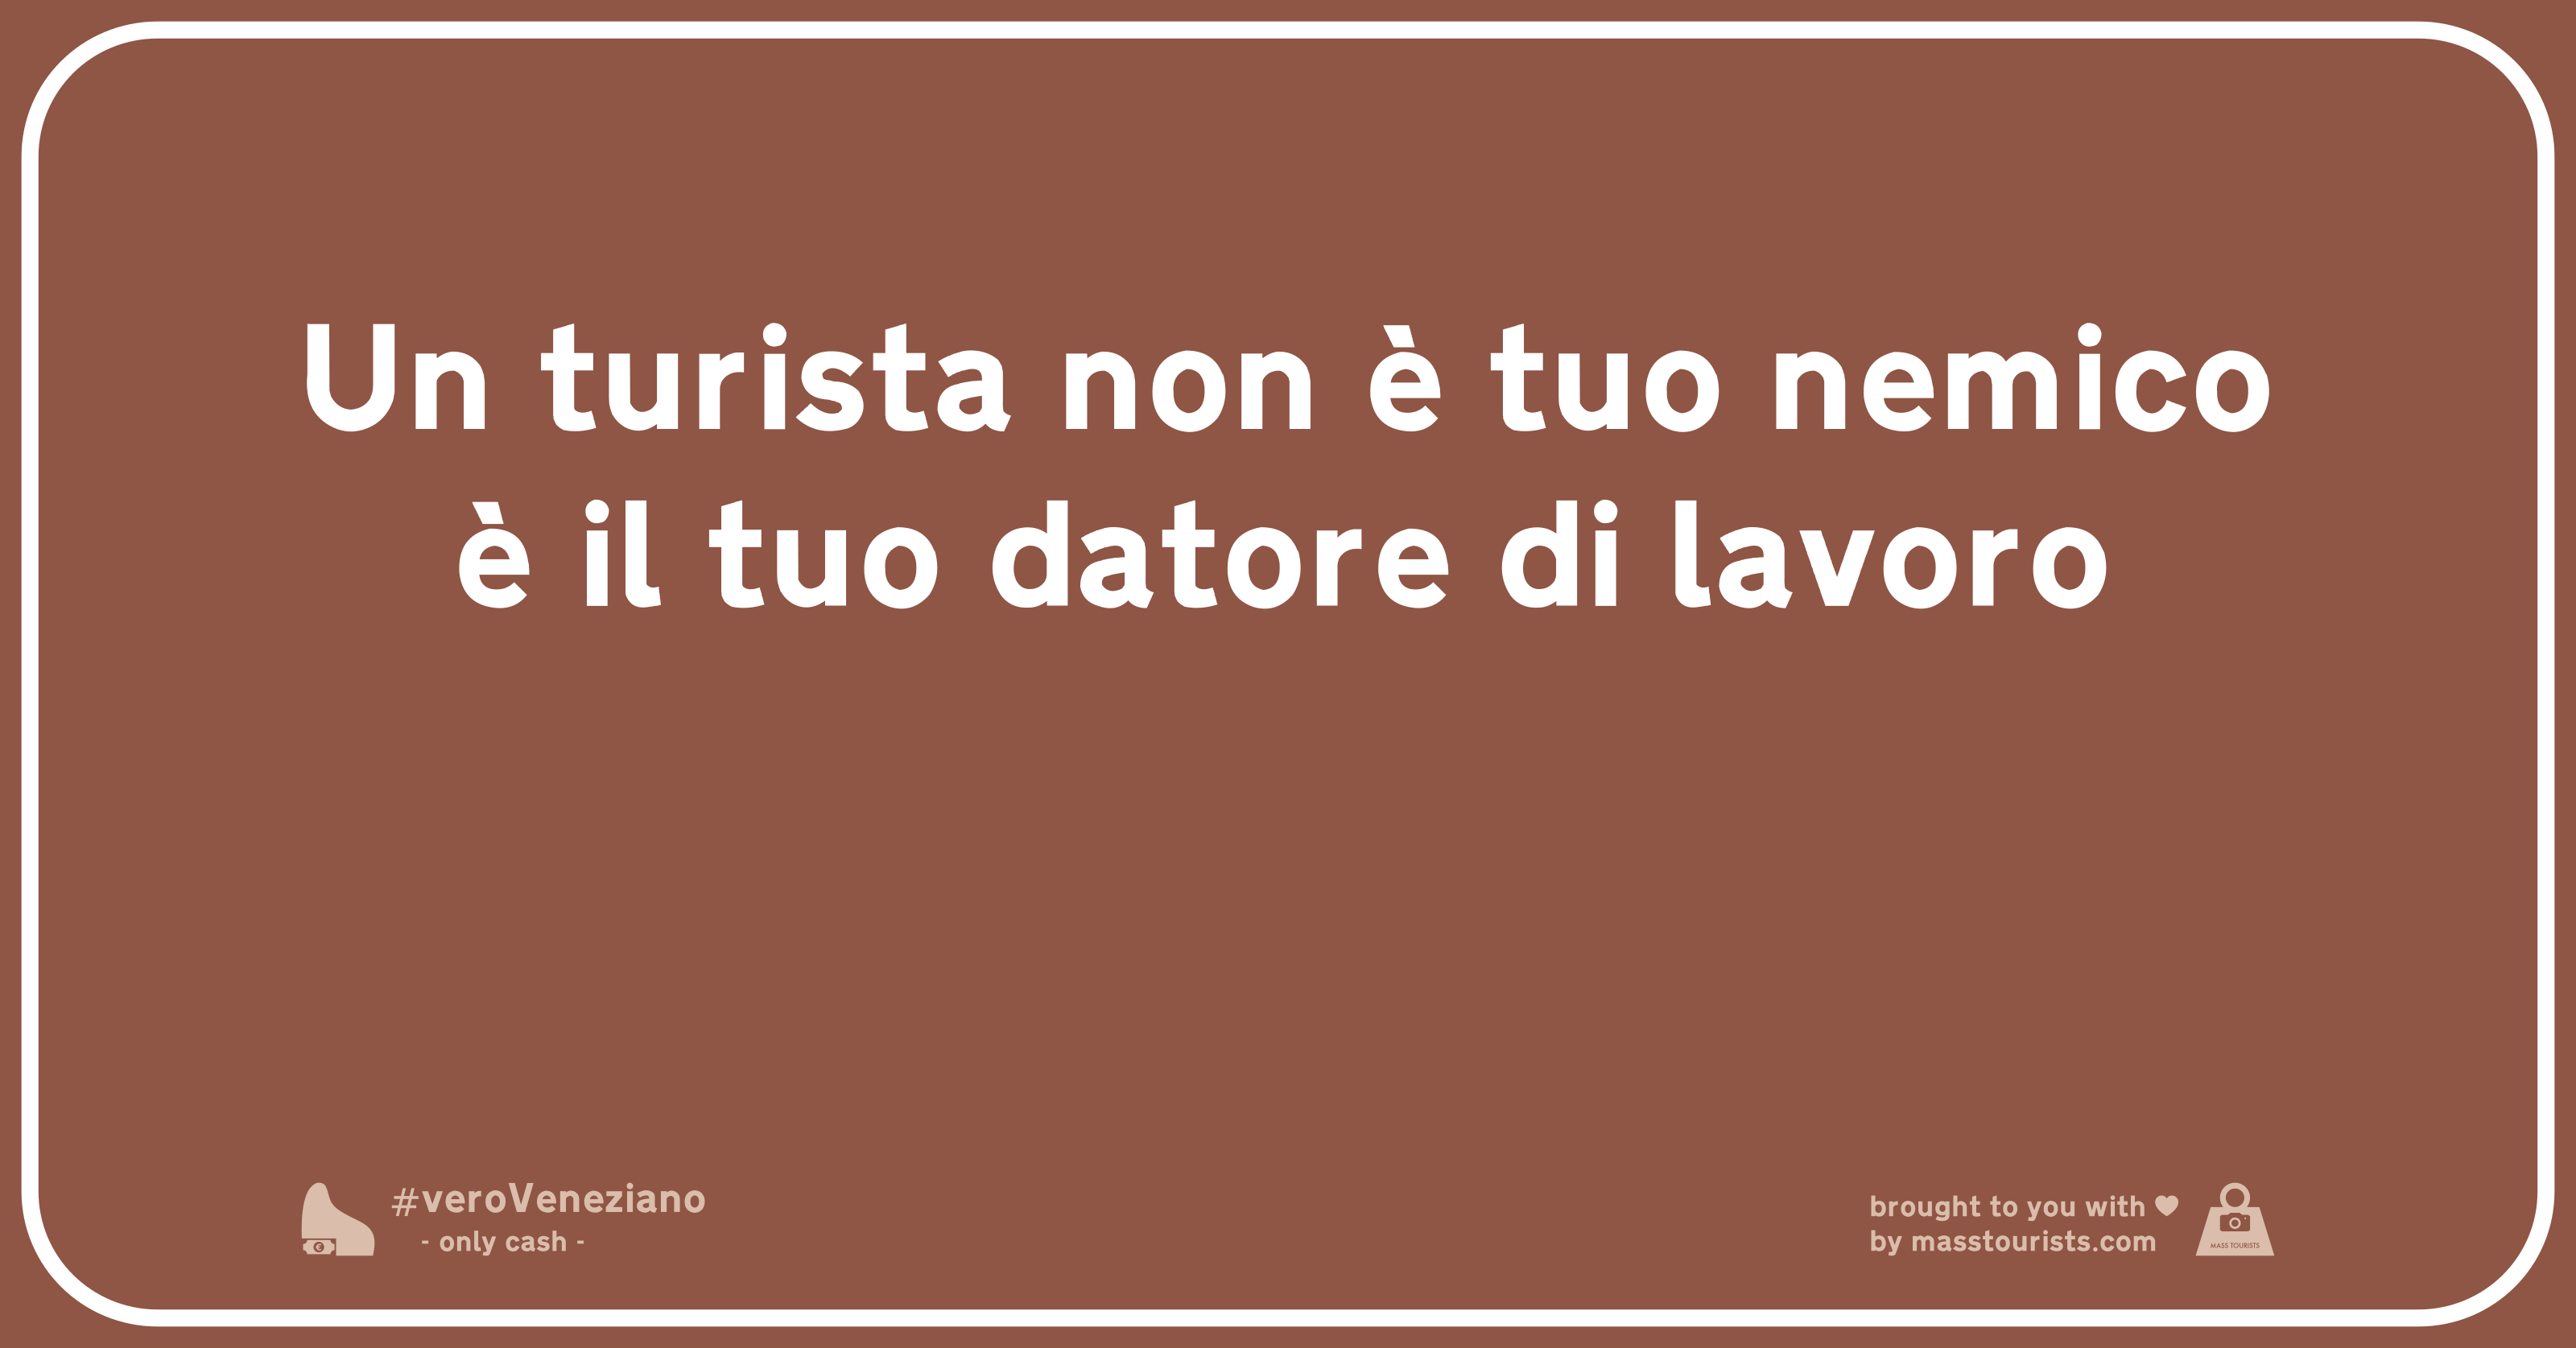 Un turista non è tuo nemico
è il tuo datore di lavoro
#veroVeneziano
- only cash -
brought to you with
by masstourists.com
MASS TOURISTS